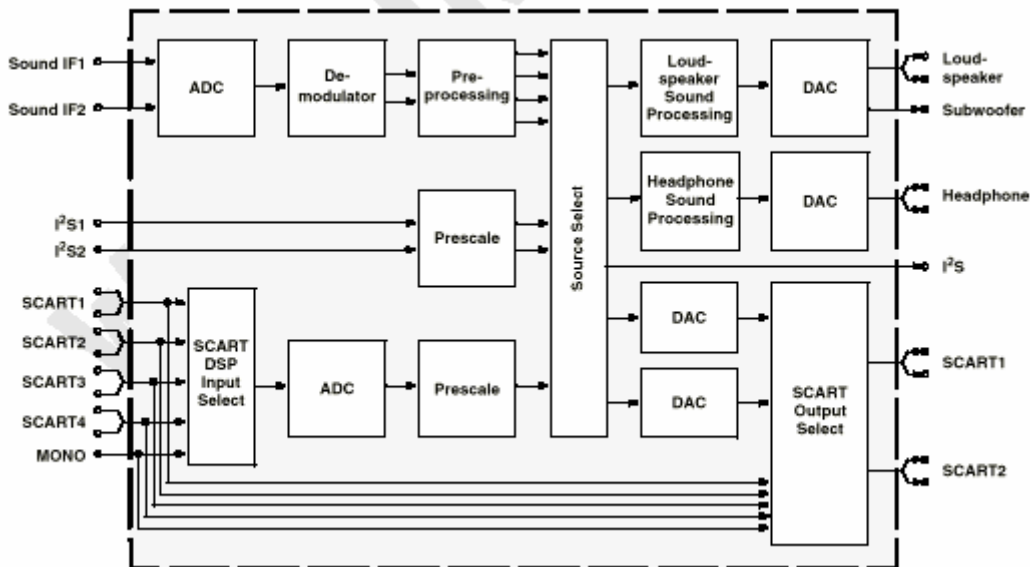 Sound IF1
Sound IF2
ADC
De-
modulator
Pre-
processing
Loud-
speaker
Sound
Processing
DAC
Loud-
speaker
Subwoofer
Headphone
Sound
Processing
DAC
Headphone
I²S1
I²S2
Prescale
Source Select
I²S
SCART1
SCART2
SCART3
SCART4
MONO
SCART
DSP
Input
Select
ADC
Prescale
DAC
DAC
SCART
Output
Select
SCART1
SCART2